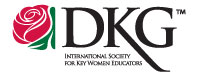 DKG™
INTERNATIONAL SOCIETY
FOR KEY WOMEN EDUCATORS